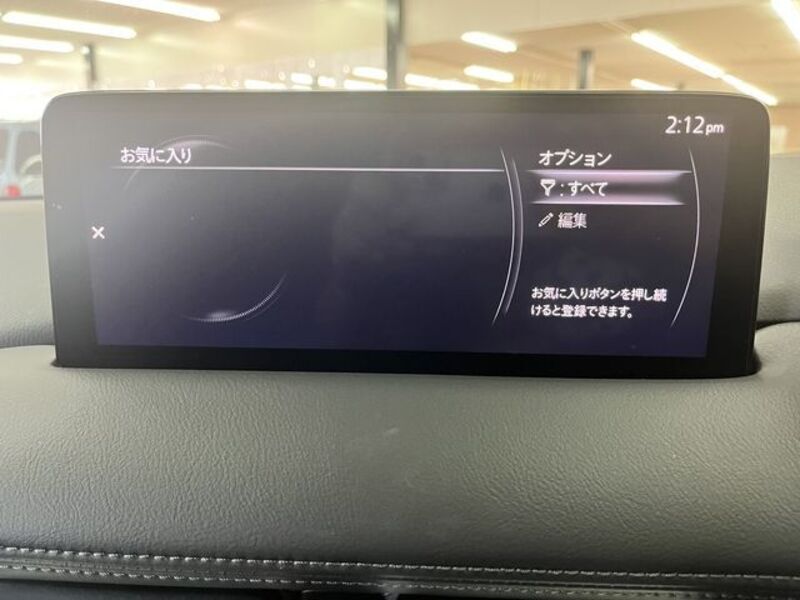 2:12pm
お気に入り
オプション
: すべて
編集
お気に入りボタンを押し続
けると登録できます。